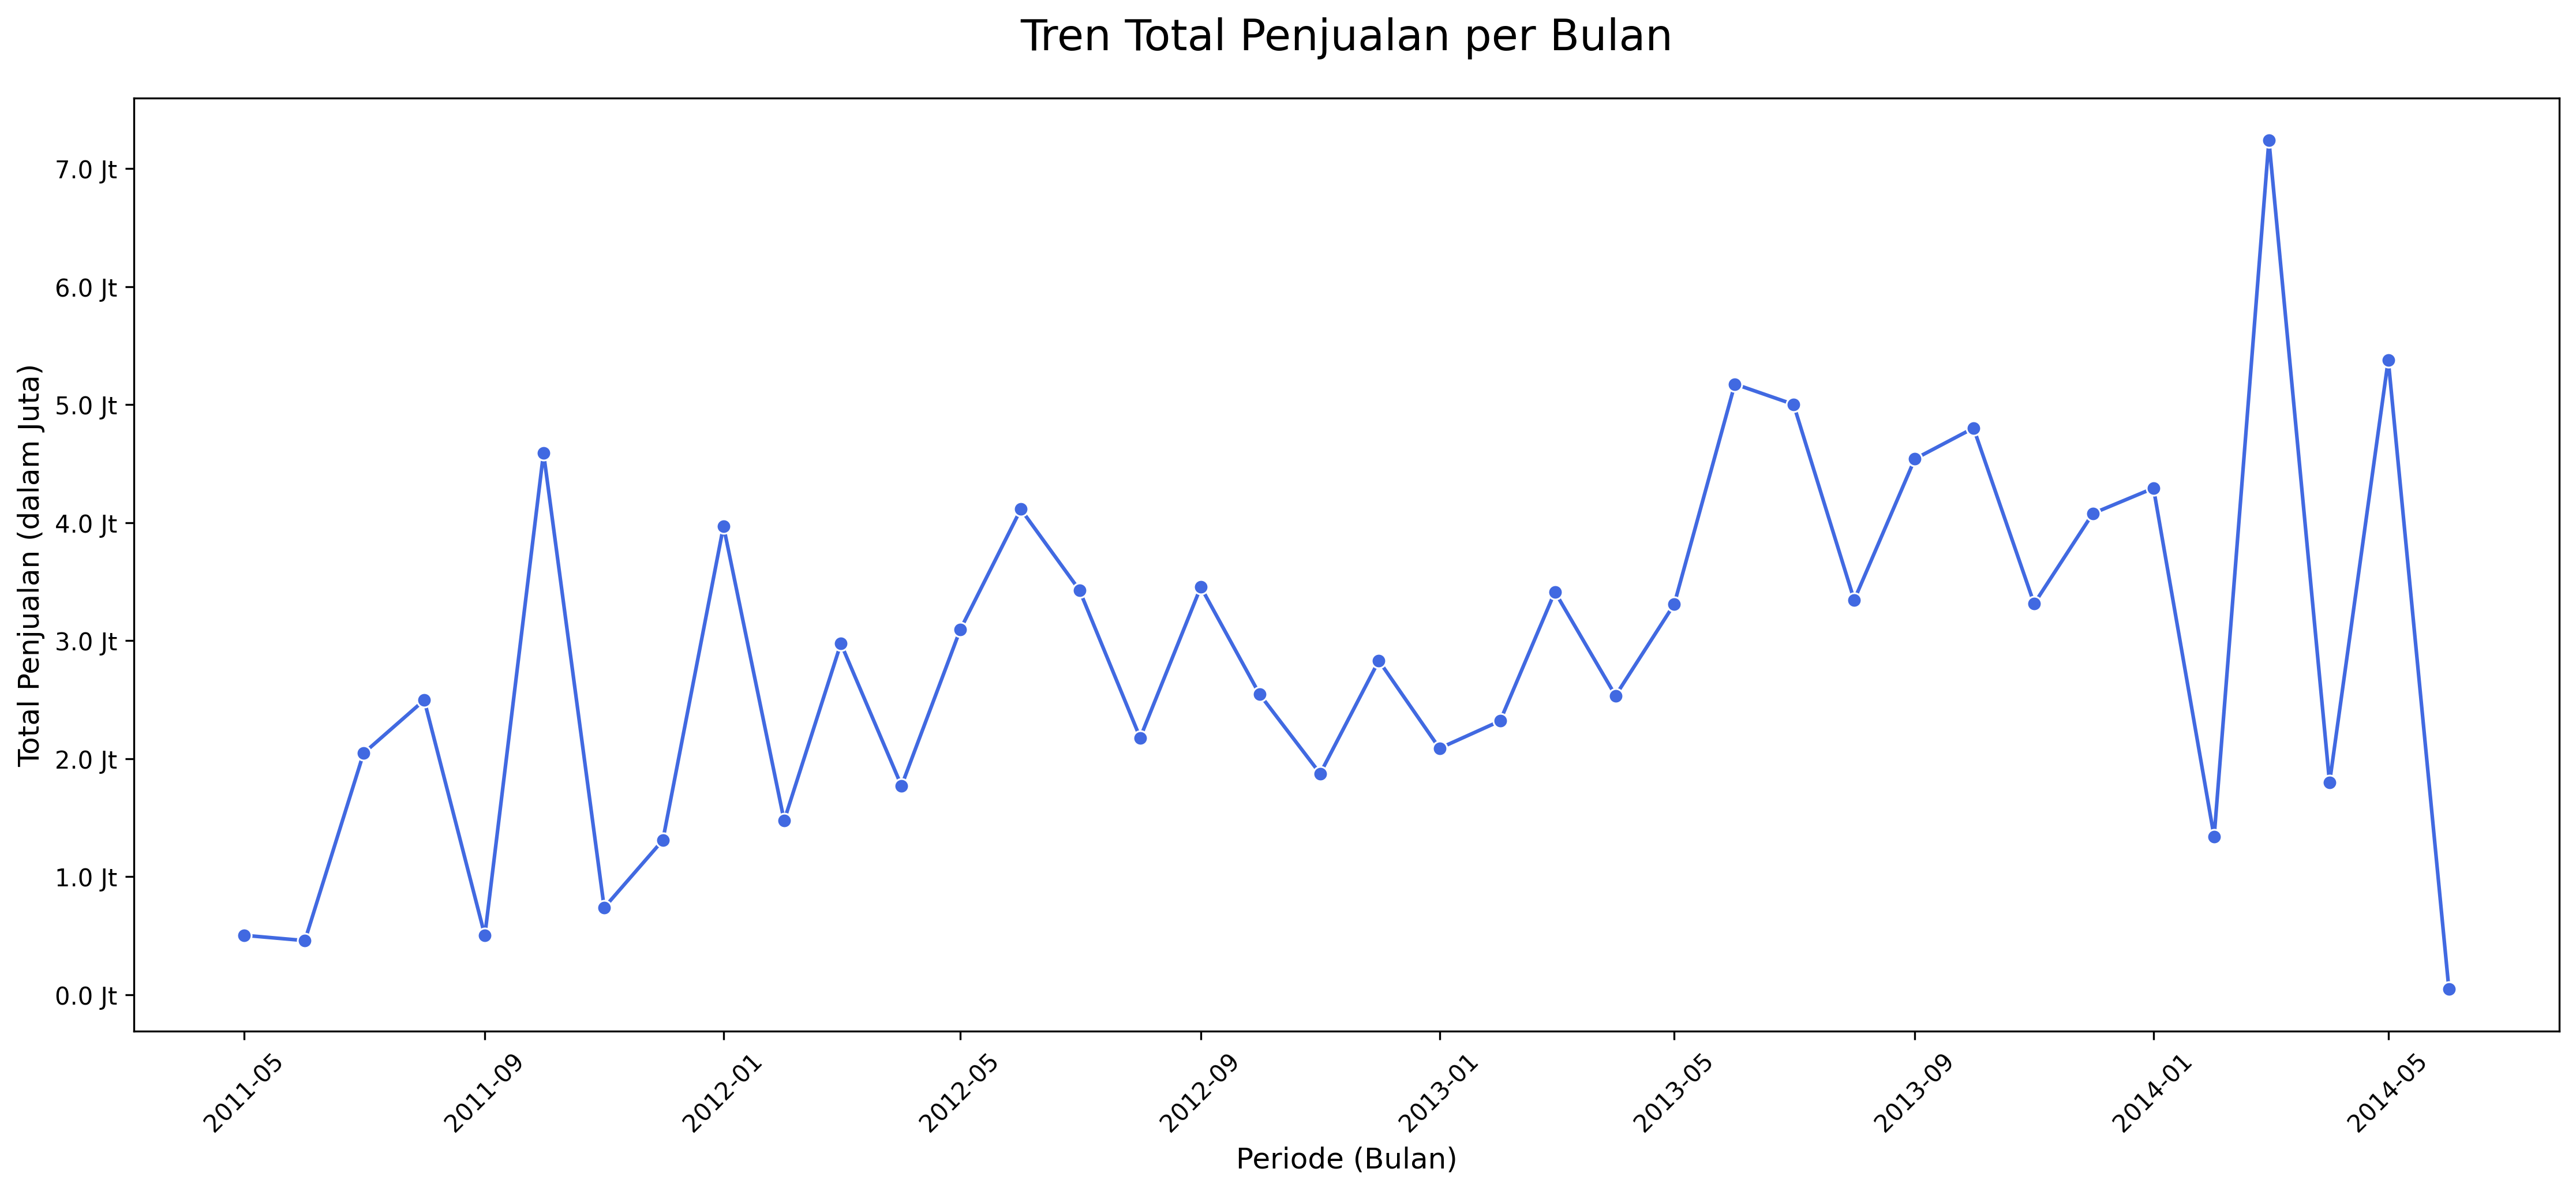 Tren Total Penjualan per Bulan
Total Penjualan (dalam Juta)
7.0 Jt
6.0 Jt
5.0 Jt
4.0 Jt
3.0 Jt
2.0 Jt
1.0 Jt
0.0 Jt
2011-05
2011-09
2012-01
2012-05
2012-09
2013-01
2013-05
2013-09
2014-01
2014-05
Periode (Bulan)